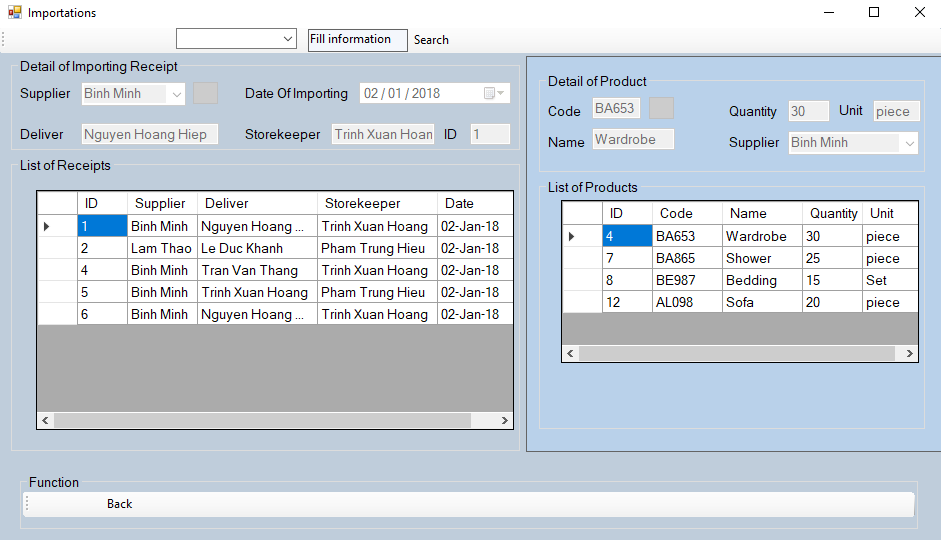 Importations
Fill information Search
Detail of Importing Receipt
Supplier Binh Minh Date Of Importing 02 / 01 / 2018
Deliver Nguyen Hoang Hiep Storekeeper Trinh Xuan Hoan ID 1
List of Receipts
ID Supplier Deliver Storekeeper Date
1 Binh Minh Nguyen Hoang ... Trinh Xuan Hoang 02-Jan-18
2 Lam Thao Le Duc Khanh Pham Trung Hieu 02-Jan-18
4 Binh Minh Tran Van Thang Trinh Xuan Hoang 02-Jan-18
5 Binh Minh Trinh Xuan Hoang Pham Trung Hieu 02-Jan-18
6 Binh Minh Nguyen Hoang ... Trinh Xuan Hoang 02-Jan-18
Detail of Product
Code BA653 Quantity 30 Unit piece
Name Wardrobe Supplier Binh Minh
List of Products
ID Code Name Quantity Unit
4 BA653 Wardrobe 30 piece
7 BA865 Shower 25 piece
8 BE987 Bedding 15 Set
12 AL098 Sofa 20 piece
Function
Back